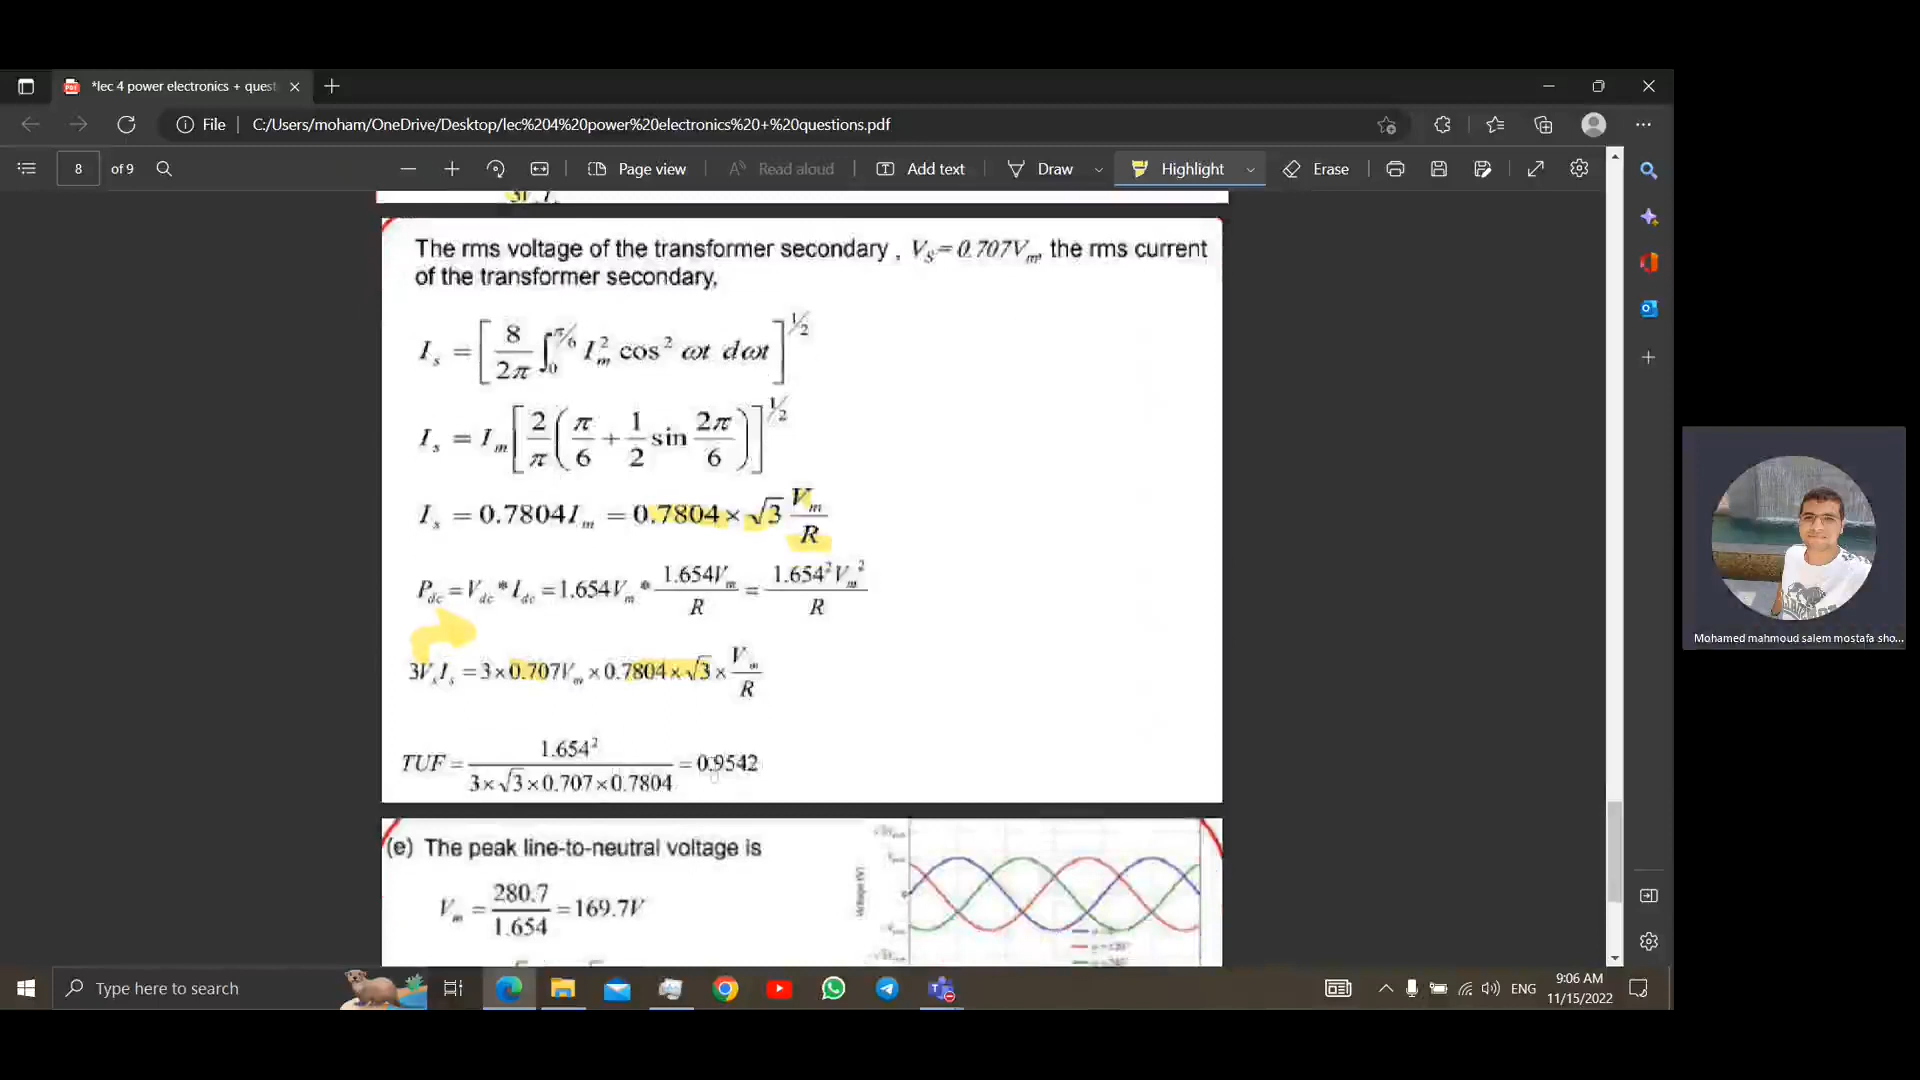 *lec 4 power electronics + quest
File
C:/Users/moham/OneDrive/Desktop/lec%204%20power%20electronics%20+%20questions.pdf
8 of 9
Page view
Read aloud
Add text
Draw
Highlight
Erase
The rms voltage of the transformer secondary , V_S = 0.707V_m, the rms current
of the transformer secondary,
I_s = [ 8/2π ∫_0^{π/6} I_m^2 cos^2 ωt dωt ]^{1/2}
I_s = I_m [ 2/π ( π/6 + 1/2 sin 2π/6 ) ]^{1/2}
I_s = 0.7804I_m = 0.7804 × √3 V_m/R
P_dc = V_dc * I_dc = 1.654V_m * 1.654V_m/R = 1.654^2 V_m^2/R
3V_s I_s = 3 × 0.707V_m × 0.7804 × √3 × V_m/R
TUF = 1.654^2/(3 × √3 × 0.707 × 0.7804) = 0.9542
(e) The peak line-to-neutral voltage is
V_m = 280.7/1.654 = 169.7V
Mohamed mahmoud salem mostafa sho...
Type here to search
ENG
9:06 AM
11/15/2022